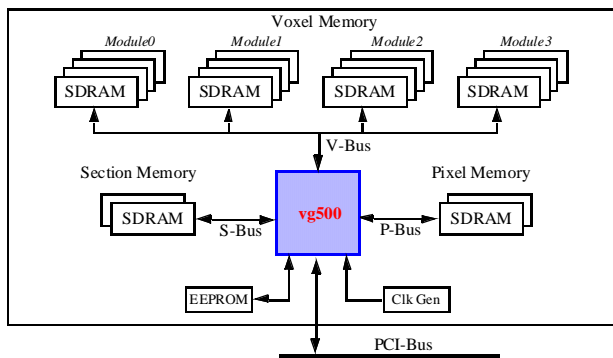 Voxel Memory
Module0 Module1 Module2 Module3
SDRAM SDRAM SDRAM SDRAM
V-Bus
Section Memory Pixel Memory
SDRAM vg500 SDRAM
S-Bus P-Bus
EEPROM Clk Gen
PCI-Bus